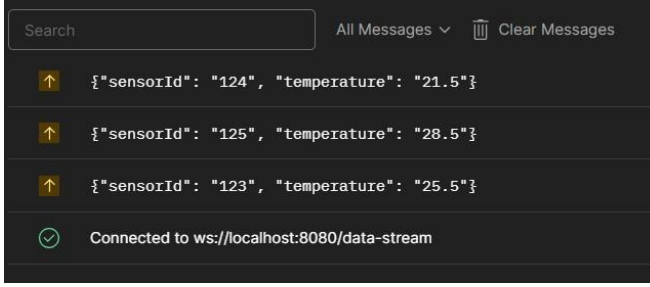 Search
All Messages Clear Messages
{"sensorId": "124", "temperature": "21.5"}
{"sensorId": "125", "temperature": "28.5"}
{"sensorId": "123", "temperature": "25.5"}
Connected to ws://localhost:8080/data-stream